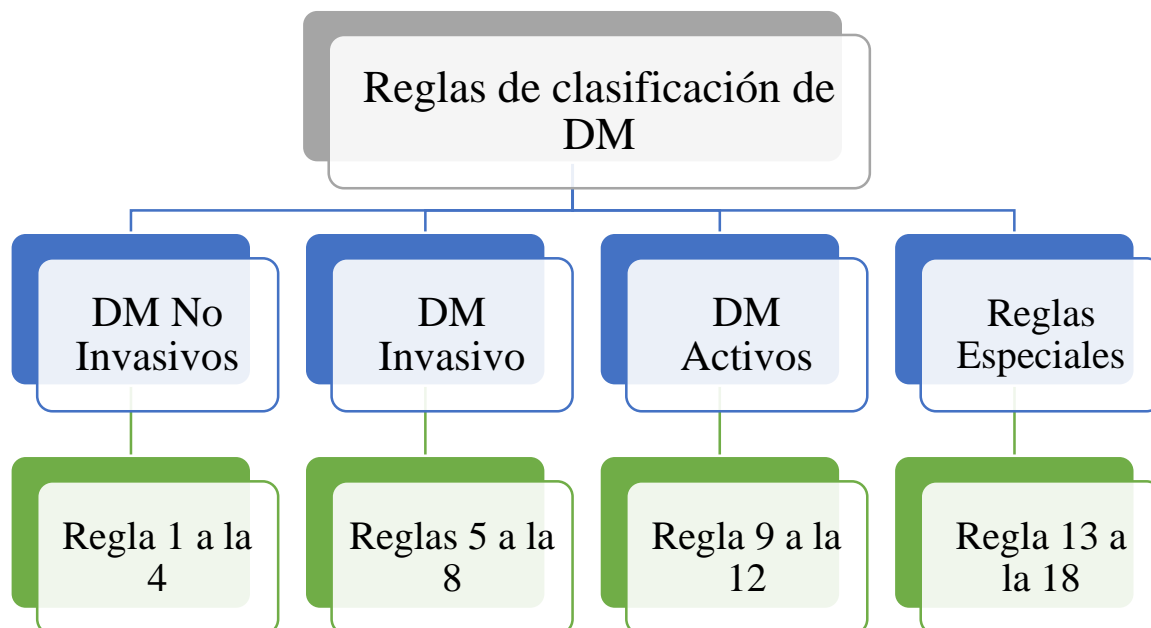 Reglas de clasificación de
DM
DM No
Invasivos
DM
Invasivo
DM
Activos
Reglas
Especiales
Regla 1 a la
4
Reglas 5 a la
8
Regla 9 a la
12
Regla 13 a
la 18